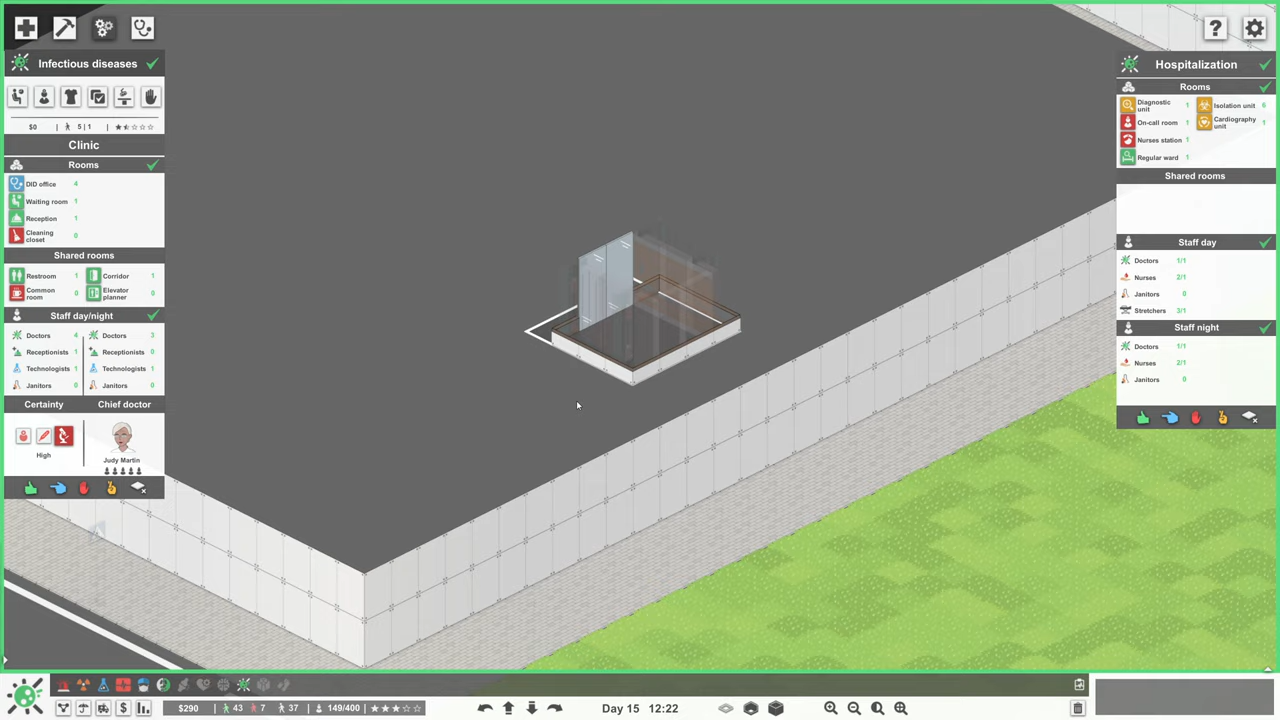 Infectious diseases
$0 | 5 | 1 |
Clinic
Rooms
DID office 4
Waiting room 1
Reception 1
Cleaning closet 0
Shared rooms
Restroom 1 Corridor 1
Common room 0 Elevator planner 0
Staff day/night
Doctors 4 Doctors 3
Receptionists 1 Receptionists 0
Technologists 1 Technologists 1
Janitors 0 Janitors 0
Certainty Chief doctor
High Judy Martin
?
Hospitalization
Rooms
Diagnostic unit 1 Isolation unit 6
On-call room 1 Cardiography unit 1
Nurses station 1
Regular ward 1
Shared rooms
Staff day
Doctors 1/1
Nurses 2/1
Janitors 0
Stretchers 3/1
Staff night
Doctors 1/1
Nurses 2/1
Janitors 0
$
$290 43 7 37 149/400
Day 15 12:22